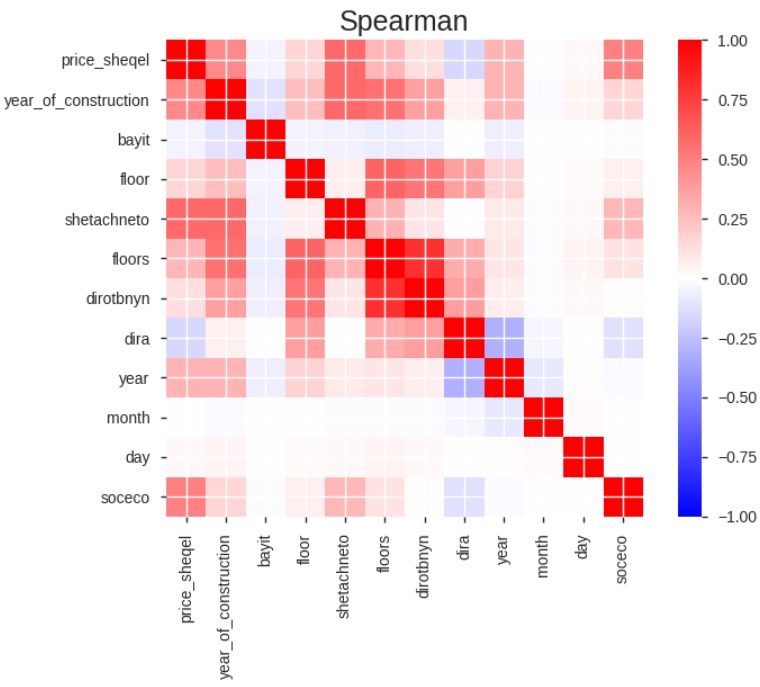 Spearman
price_sheqel
year_of_construction
bayit
floor
shetachneto
floors
dirotbnyn
dira
year
month
day
soceco
1.00
0.75
0.50
0.25
0.00
−0.25
−0.50
−0.75
−1.00
price_sheqel
year_of_construction
bayit
floor
shetachneto
floors
dirotbnyn
dira
year
month
day
soceco